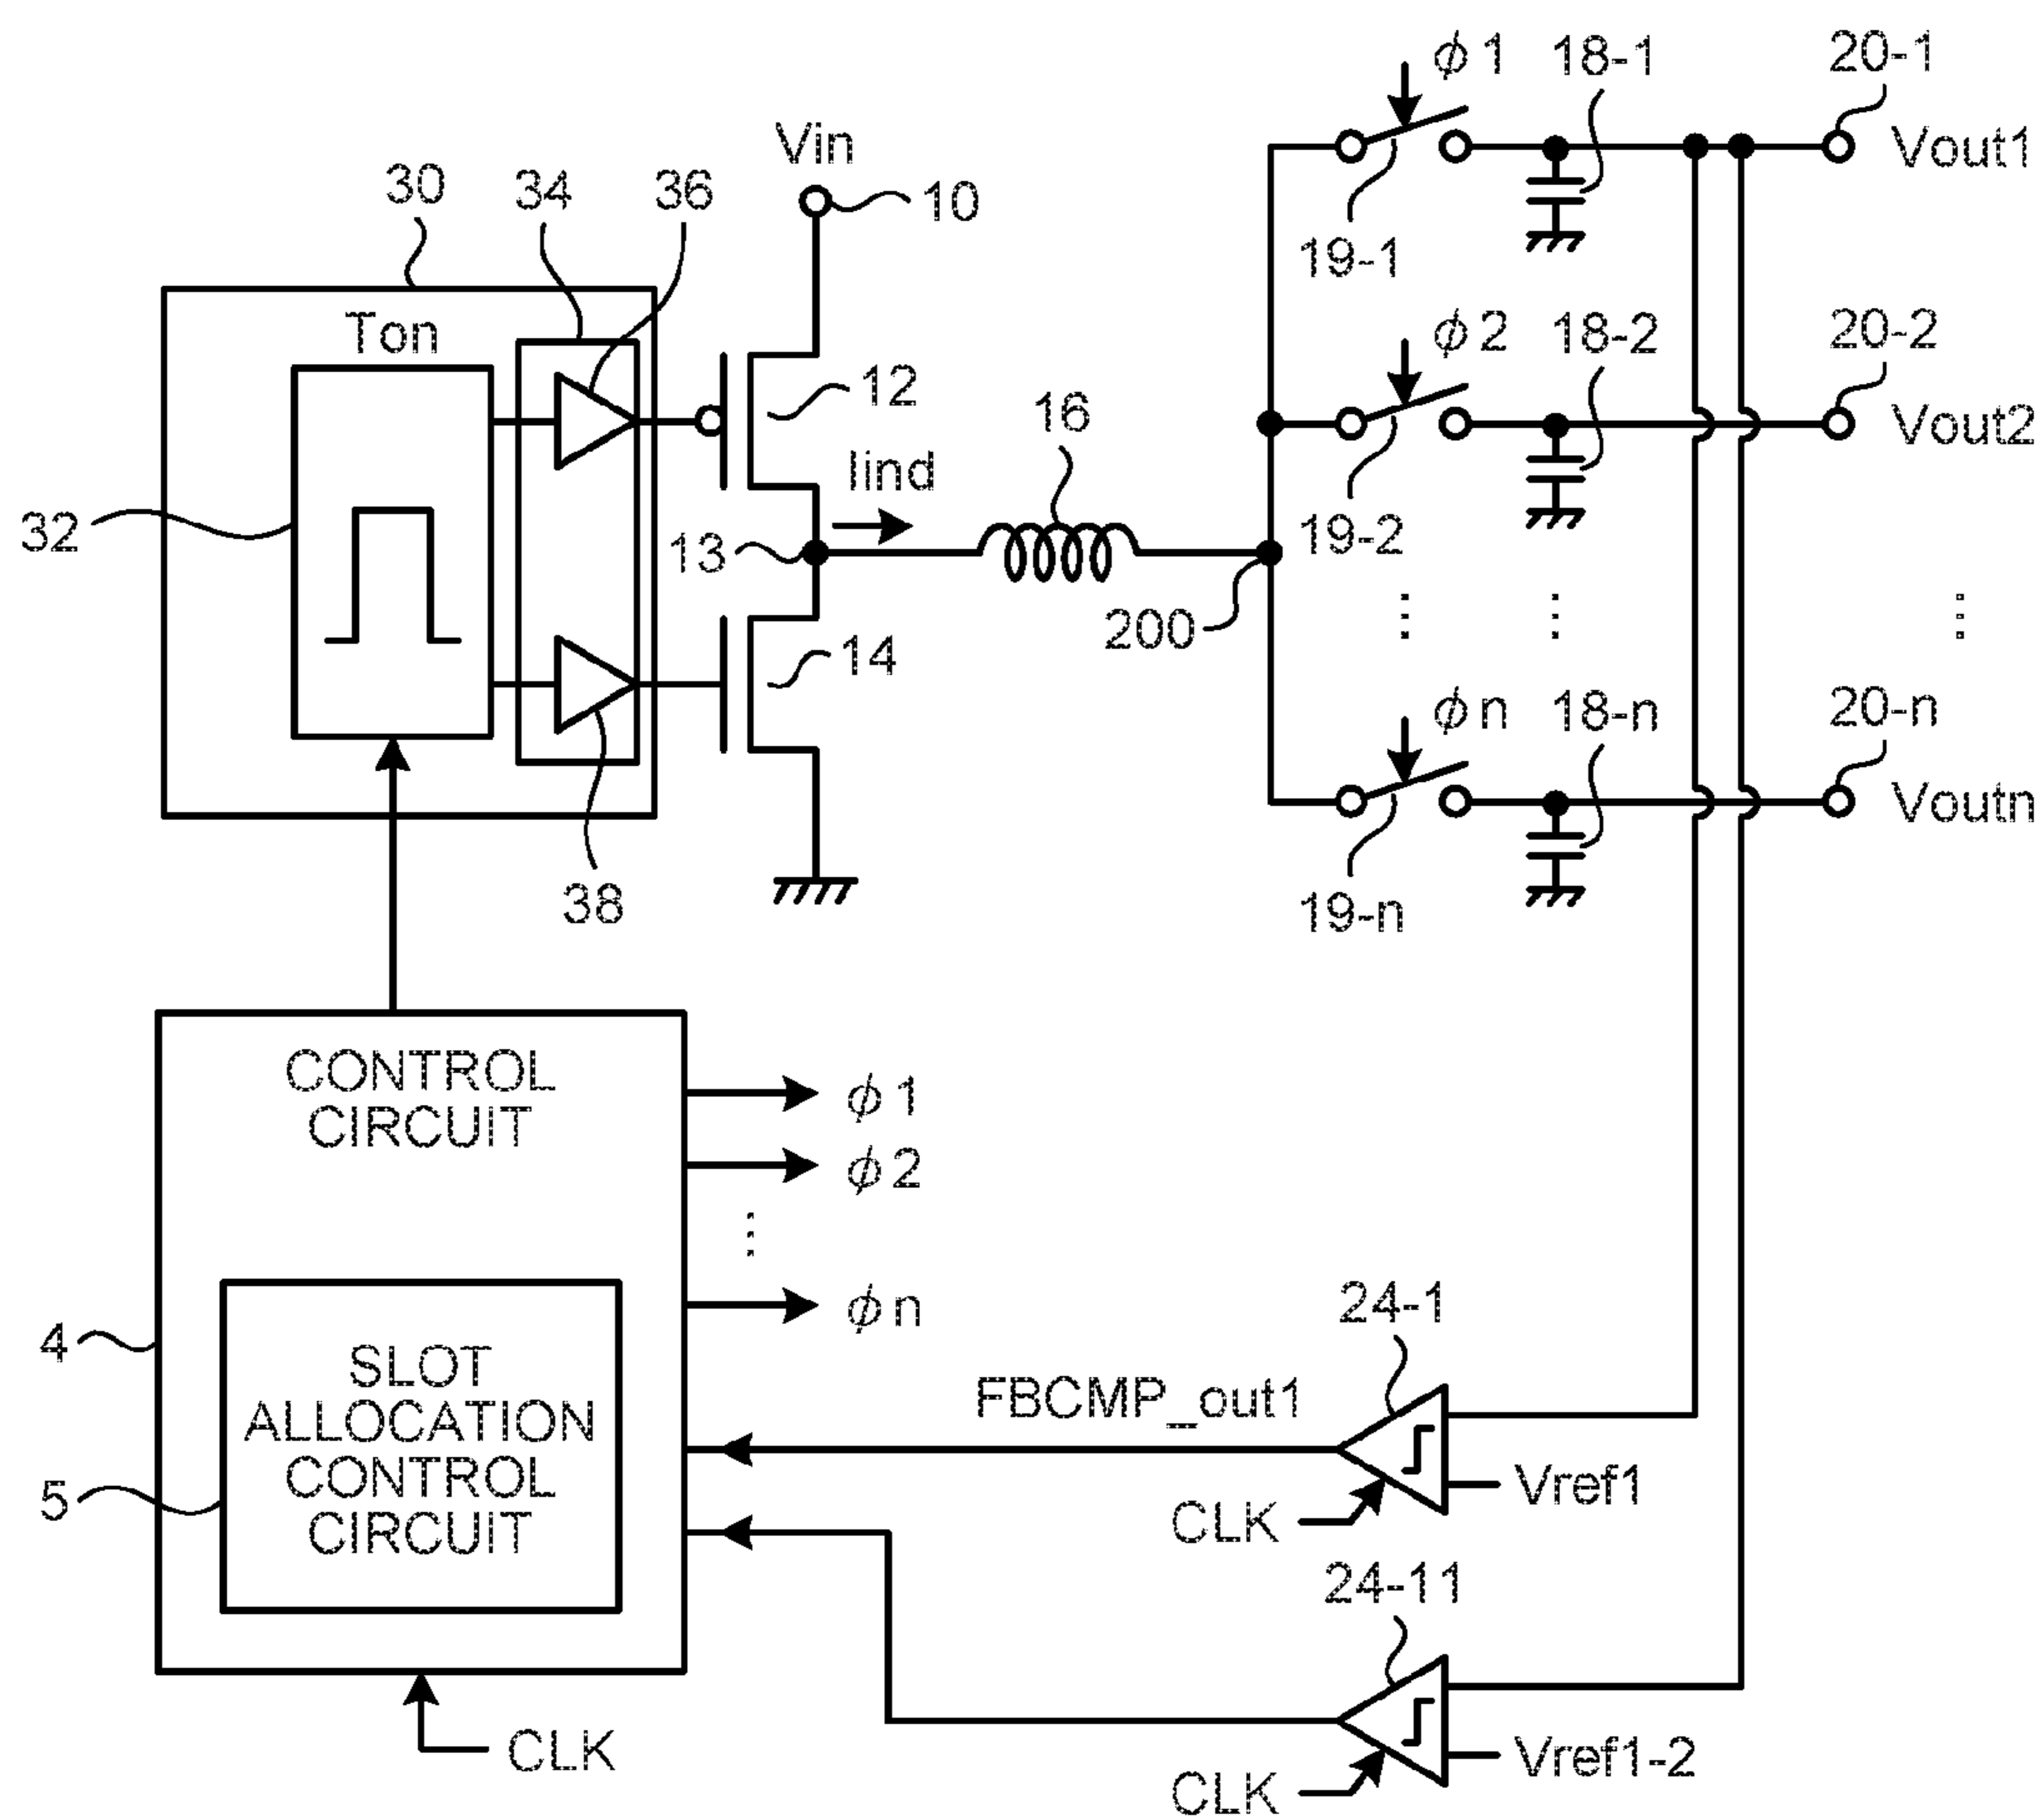 ϕ1
18-1
20-1
Vin
Vout1
30
34
36
10
19-1
Ton
ϕ2
18-2
20-2
12
16
Vout2
Iind
32
13
19-2
200
14
ϕn
18-n
20-n
Voutn
38
19-n
CONTROL
CIRCUIT
ϕ1
ϕ2
ϕn
4
SLOT
ALLOCATION
CONTROL
CIRCUIT
5
24-1
FBCMP_out1
Vref1
CLK
24-11
CLK
Vref1-2
CLK